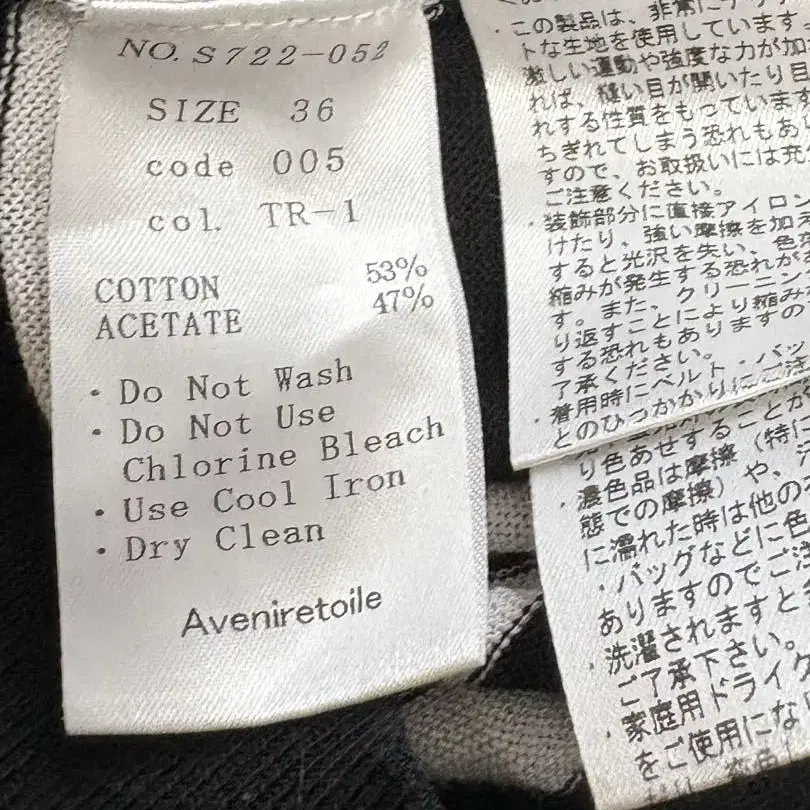 NO. S722-052
SIZE 36
code 005
col. TR-1
COTTON 53%
ACETATE 47%
・Do Not Wash
・Do Not Use
Chlorine Bleach
・Use Cool Iron
・Dry Clean
Aveniretoile
・この製品は、非常に
トな生地を使用しています
激しい運動や強度な力が加
れば、縫い目が開いたり目
れする性質をもっていま
ちぎれてしまう恐れもあ
すので、お取扱いには充
ご注意ください。
・装飾部分に直接アイロン
けたり、強い摩擦を加え
すると光沢を失い、色
縮みが発生する恐れが
す。また、クリーニン
り返すことにより縮み
する恐れもありますの
了承ください。
・着用時にベルト・バッ
とのひっかかりにご注
り色あせすることが
・濃色品は摩擦（特に
態での摩擦）や、
に濡れた時は他の
・バッグなどに色
ありますのでご注
・洗濯されますと
ご了承下さい。
・家庭用ドライク
をご使用にな